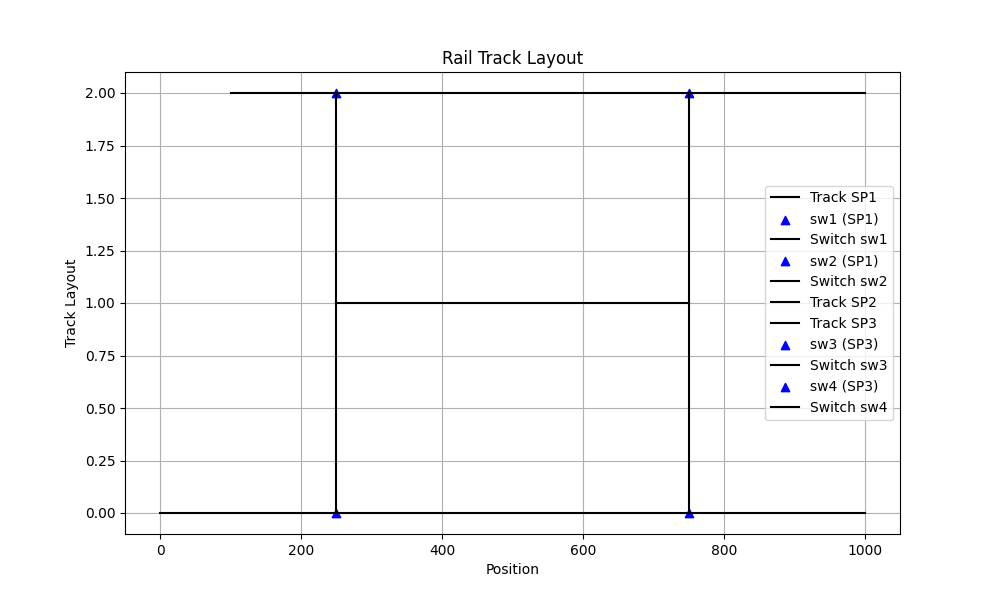 Rail Track Layout
2.00
1.75
1.50
1.25
1.00
0.75
0.50
0.25
0.00
Track Layout
Track SP1
sw1 (SP1)
Switch sw1
sw2 (SP1)
Switch sw2
Track SP2
Track SP3
sw3 (SP3)
Switch sw3
sw4 (SP3)
Switch sw4
0 200 400 600 800 1000
Position